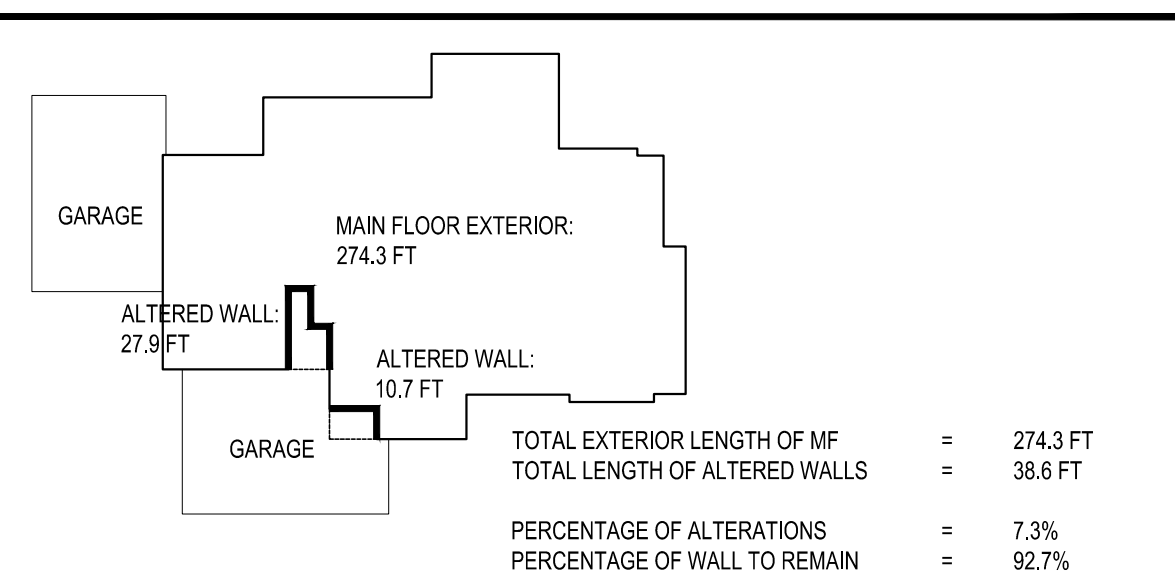 GARAGE
MAIN FLOOR EXTERIOR:
274.3 FT
ALTERED WALL:
27.9 FT
ALTERED WALL:
10.7 FT
GARAGE
TOTAL EXTERIOR LENGTH OF MF = 274.3 FT
TOTAL LENGTH OF ALTERED WALLS = 38.6 FT
PERCENTAGE OF ALTERATIONS = 7.3%
PERCENTAGE OF WALL TO REMAIN = 92.7%